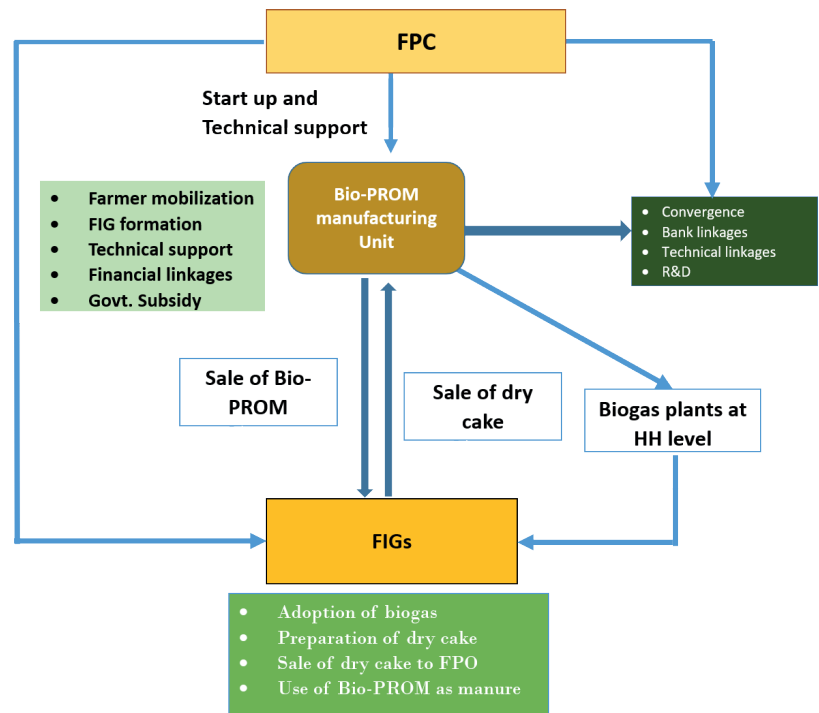 FPC
Start up and
Technical support
• Farmer mobilization
• FIG formation
• Technical support
• Financial linkages
• Govt. Subsidy
Bio-PROM
manufacturing
Unit
• Convergence
• Bank linkages
• Technical linkages
• R&D
Sale of Bio-
PROM
Sale of dry
cake
Biogas plants at
HH level
FIGs
• Adoption of biogas
• Preparation of dry cake
• Sale of dry cake to FPO
• Use of Bio-PROM as manure